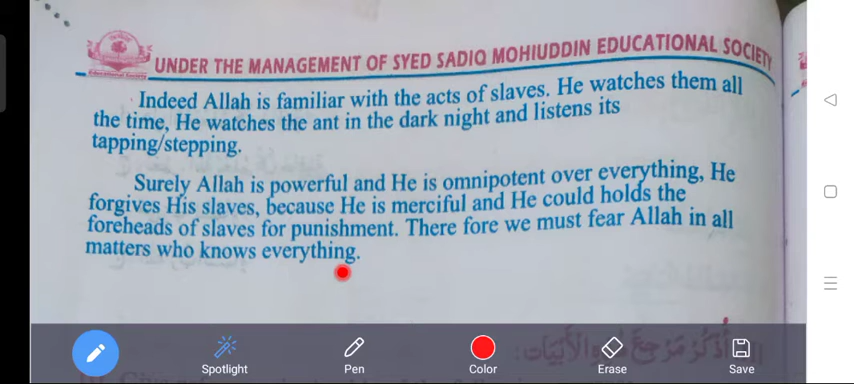 UNDER THE MANAGEMENT OF SYED SADIQ MOHIUDDIN EDUCATIONAL SOCIETY
Educational Society
Indeed Allah is familiar with the acts of slaves. He watches them all
the time, He watches the ant in the dark night and listens its
tapping/stepping.
Surely Allah is powerful and He is omnipotent over everything, He
forgives His slaves, because He is merciful and He could holds the
foreheads of slaves for punishment. There fore we must fear Allah in all
matters who knows everything.
Spotlight
Pen
Color
Erase
Save